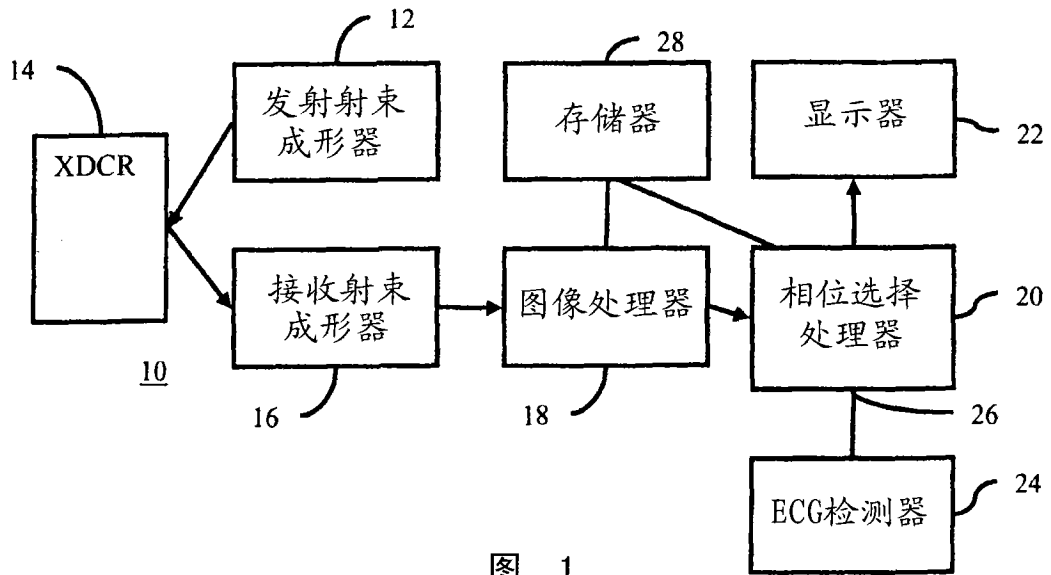 12
28
14
发射射束
成形器
存储器
显示器
22
XDCR
接收射束
成形器
图像处理器
相位选择
处理器
20
10
16
18
26
ECG检测器
24
图 1